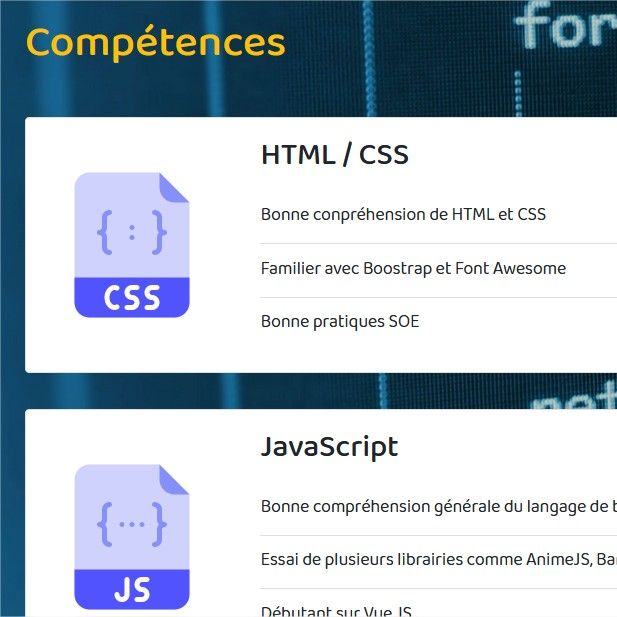 Compétences
for
HTML / CSS
{ : }
CSS
Bonne conpréhension de HTML et CSS
Familier avec Boostrap et Font Awesome
Bonne pratiques SOE
net
JavaScript
{···}
JS
Bonne compréhension générale du langage de b
Essai de plusieurs librairies comme AnimeJS, Ba
Débutant sur Vue JS